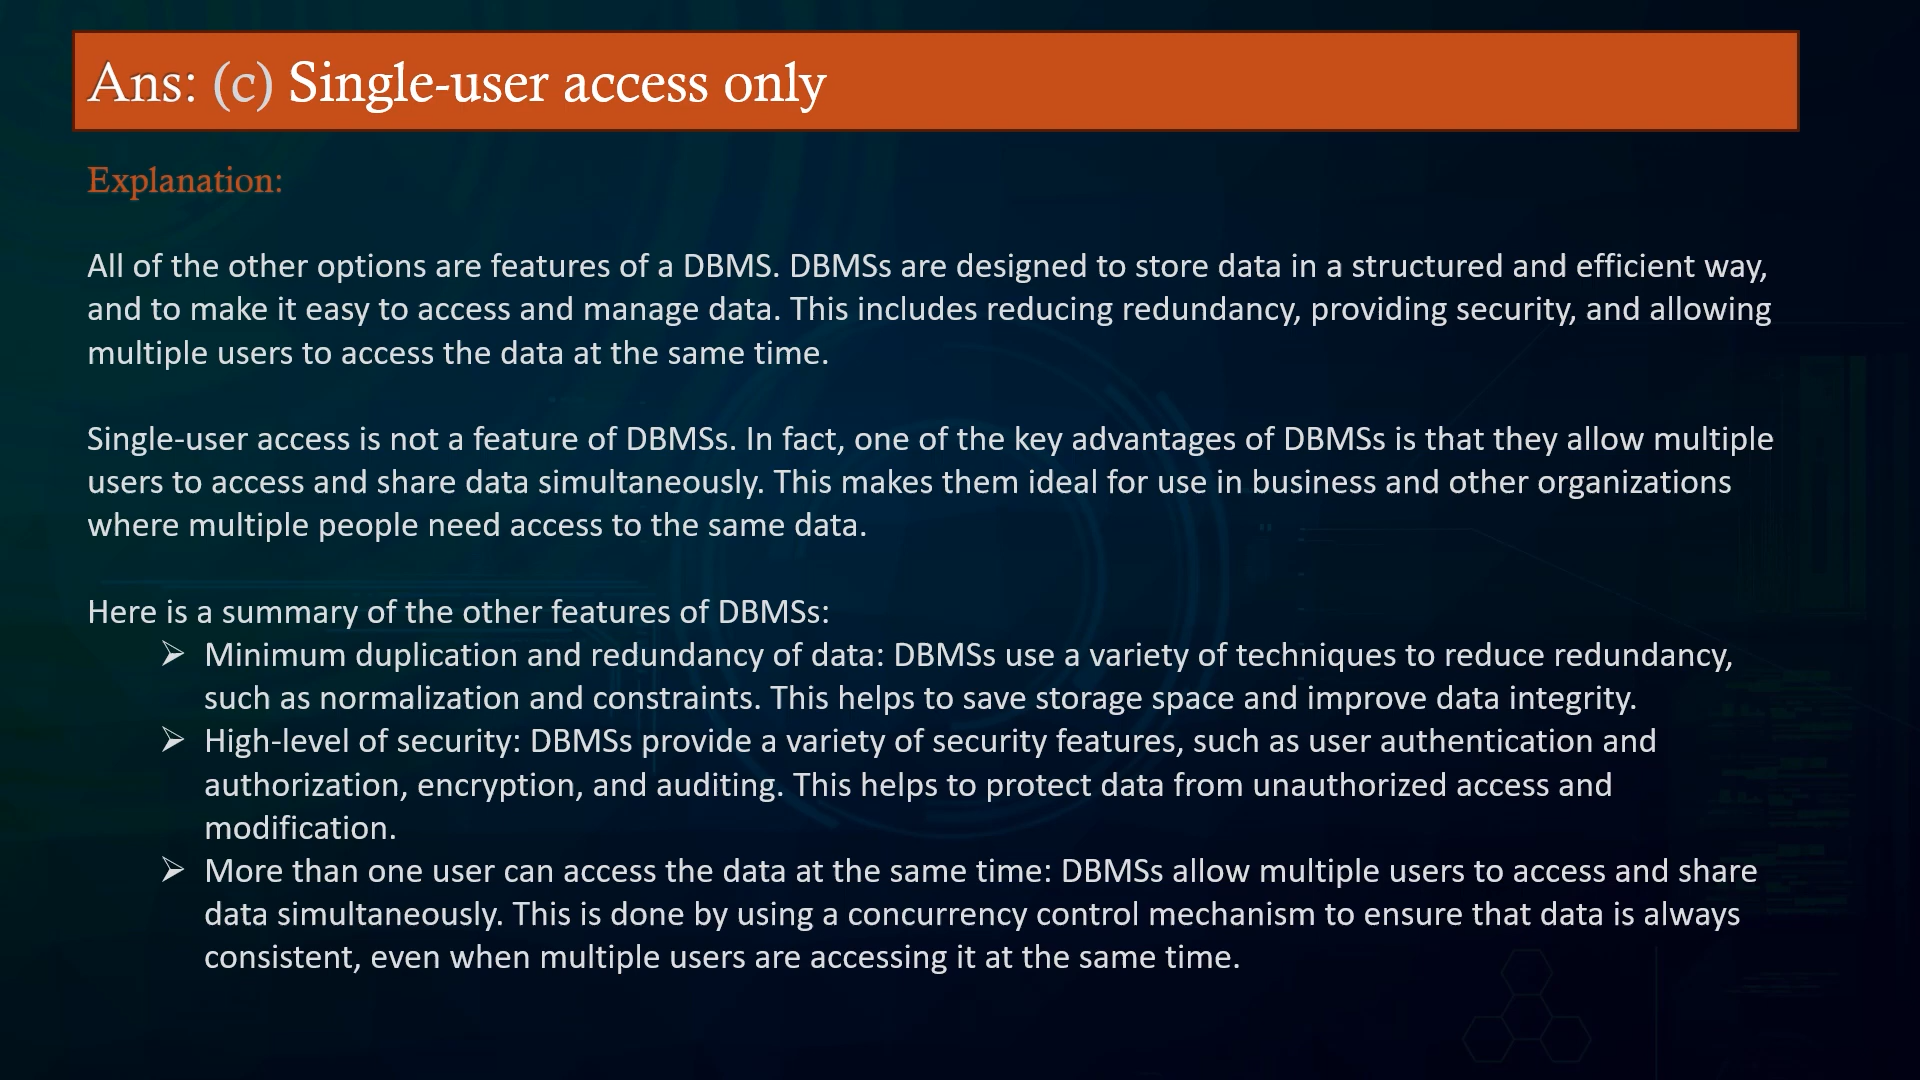 Ans: (c) Single-user access only
Explanation:
All of the other options are features of a DBMS. DBMSs are designed to store data in a structured and efficient way,
and to make it easy to access and manage data. This includes reducing redundancy, providing security, and allowing
multiple users to access the data at the same time.
Single-user access is not a feature of DBMSs. In fact, one of the key advantages of DBMSs is that they allow multiple
users to access and share data simultaneously. This makes them ideal for use in business and other organizations
where multiple people need access to the same data.
Here is a summary of the other features of DBMSs:
➢ Minimum duplication and redundancy of data: DBMSs use a variety of techniques to reduce redundancy,
such as normalization and constraints. This helps to save storage space and improve data integrity.
➢ High-level of security: DBMSs provide a variety of security features, such as user authentication and
authorization, encryption, and auditing. This helps to protect data from unauthorized access and
modification.
➢ More than one user can access the data at the same time: DBMSs allow multiple users to access and share
data simultaneously. This is done by using a concurrency control mechanism to ensure that data is always
consistent, even when multiple users are accessing it at the same time.